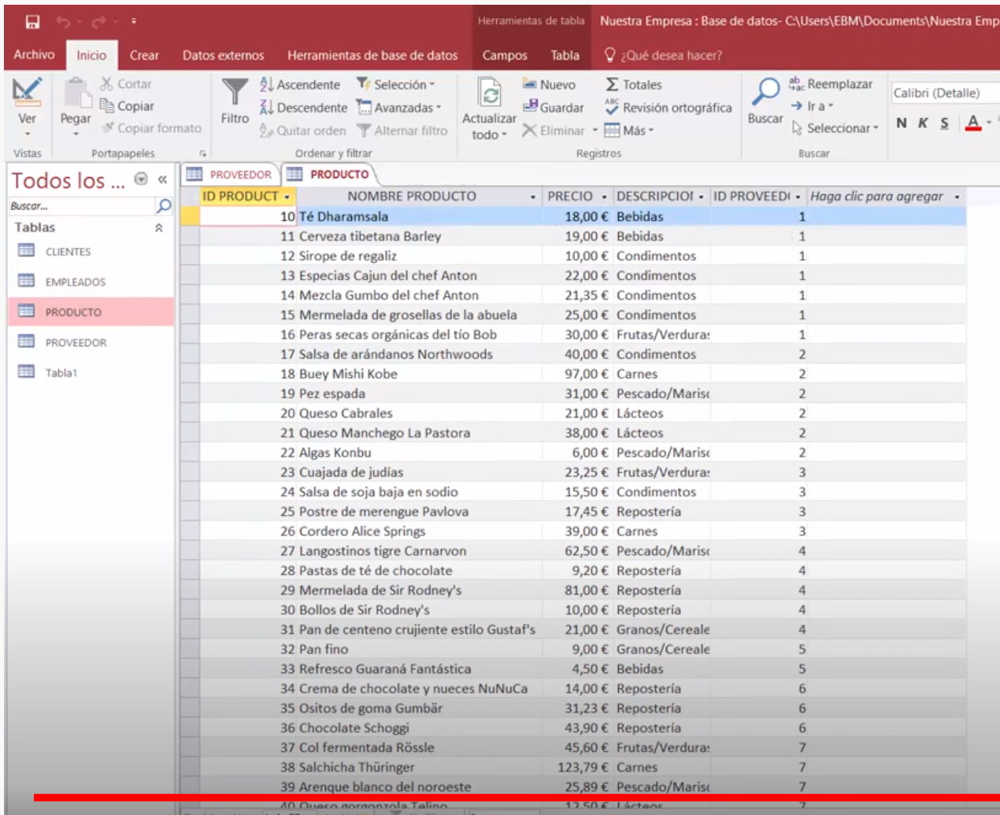 Herramientas de tabla Nuestra Empresa : Base de datos- C:\Users\EBM\Documents\Nuestra Emp
Archivo Inicio Crear Datos externos Herramientas de base de datos Campos Tabla ¿Qué desea hacer?
Ver
Vistas
Pegar
Cortar
Copiar
Copiar formato
Portapapeles
Filtro
Ascendente
Descendente
Quitar orden
Selección
Avanzadas
Alternar filtro
Ordenar y filtrar
Actualizar
todo
Nuevo
Guardar
Eliminar
Totales
Revisión ortográfica
Más
Registros
Buscar
Reemplazar
Ir a
Seleccionar
Buscar
Calibri (Detalle)
N K S A
Todos los ...
Buscar...
Tablas
CLIENTES
EMPLEADOS
PRODUCTO
PROVEEDOR
Tabla1
PROVEEDOR PRODUCTO
ID PRODUCT NOMBRE PRODUCTO PRECIO DESCRIPCIOI ID PROVEEDI Haga clic para agregar
10 Té Dharamsala 18,00 € Bebidas 1
11 Cerveza tibetana Barley 19,00 € Bebidas 1
12 Sirope de regaliz 10,00 € Condimentos 1
13 Especias Cajun del chef Anton 22,00 € Condimentos 1
14 Mezcla Gumbo del chef Anton 21,35 € Condimentos 1
15 Mermelada de grosellas de la abuela 25,00 € Condimentos 1
16 Peras secas orgánicas del tío Bob 30,00 € Frutas/Verdura 1
17 Salsa de arándanos Northwoods 40,00 € Condimentos 2
18 Buey Mishi Kobe 97,00 € Carnes 2
19 Pez espada 31,00 € Pescado/Marisc 2
20 Queso Cabrales 21,00 € Lácteos 2
21 Queso Manchego La Pastora 38,00 € Lácteos 2
22 Algas Konbu 6,00 € Pescado/Marisc 2
23 Cuajada de judías 23,25 € Frutas/Verdura 3
24 Salsa de soja baja en sodio 15,50 € Condimentos 3
25 Postre de merengue Pavlova 17,45 € Repostería 3
26 Cordero Alice Springs 39,00 € Carnes 3
27 Langostinos tigre Carnarvon 62,50 € Pescado/Marisc 4
28 Pastas de té de chocolate 9,20 € Repostería 4
29 Mermelada de Sir Rodney's 81,00 € Repostería 4
30 Bollos de Sir Rodney's 10,00 € Repostería 4
31 Pan de centeno crujiente estilo Gustaf's 21,00 € Granos/Cereale 4
32 Pan fino 9,00 € Granos/Cereale 5
33 Refresco Guaraná Fantástica 4,50 € Bebidas 5
34 Crema de chocolate y nueces NuNuCa 14,00 € Repostería 6
35 Ositos de goma Gumbär 31,23 € Repostería 6
36 Chocolate Schoggi 43,90 € Repostería 6
37 Col fermentada Rössle 45,60 € Frutas/Verdura 7
38 Salchicha Thüringer 123,79 € Carnes 7
39 Arenque blanco del noroeste 25,89 € Pescado/Marisc 7
40 Queso gorgonzola Telino 12,50 € Lácteos 7